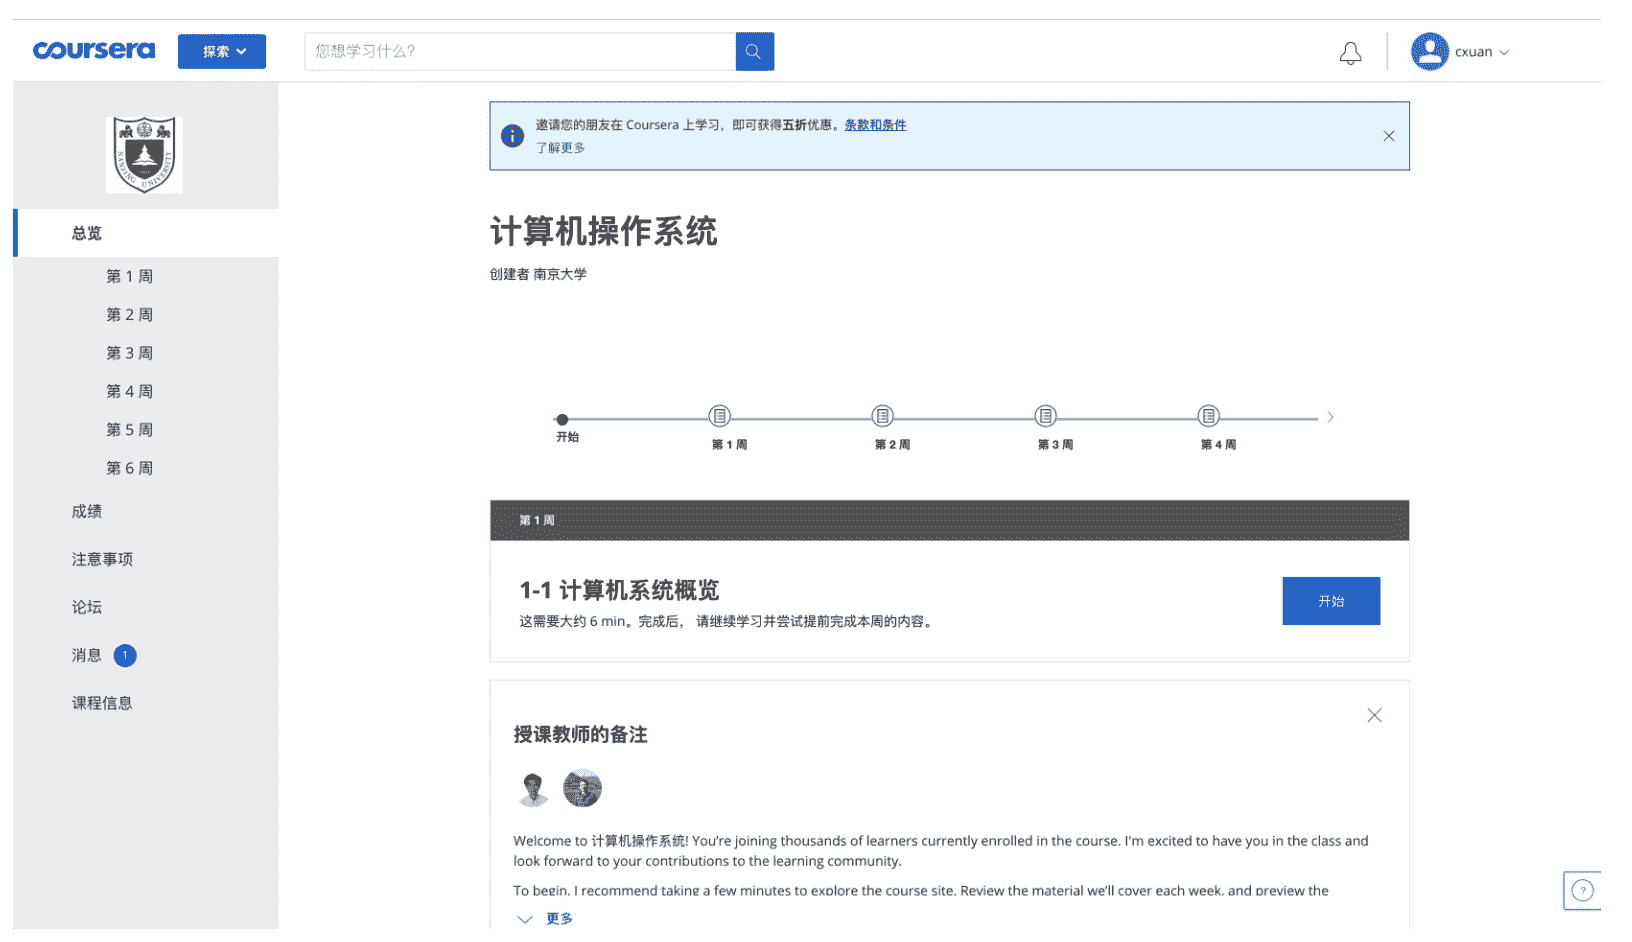 coursera
探索
您想学习什么?
cxuan
NANJING UNIVERSITY
总览
第 1 周
第 2 周
第 3 周
第 4 周
第 5 周
第 6 周
成绩
注意事项
论坛
消息 1
课程信息
邀请您的朋友在 Coursera 上学习，即可获得五折优惠。条款和条件
了解更多
计算机操作系统
创建者 南京大学
开始
第 1 周
第 2 周
第 3 周
第 4 周
第 1 周
1-1 计算机系统概览
这需要大约 6 min。完成后， 请继续学习并尝试提前完成本周的内容。
开始
授课教师的备注
Welcome to 计算机操作系统! You’re joining thousands of learners currently enrolled in the course. I'm excited to have you in the class and
look forward to your contributions to the learning community.
To begin, I recommend taking a few minutes to explore the course site. Review the material we’ll cover each week, and preview the
更多
?